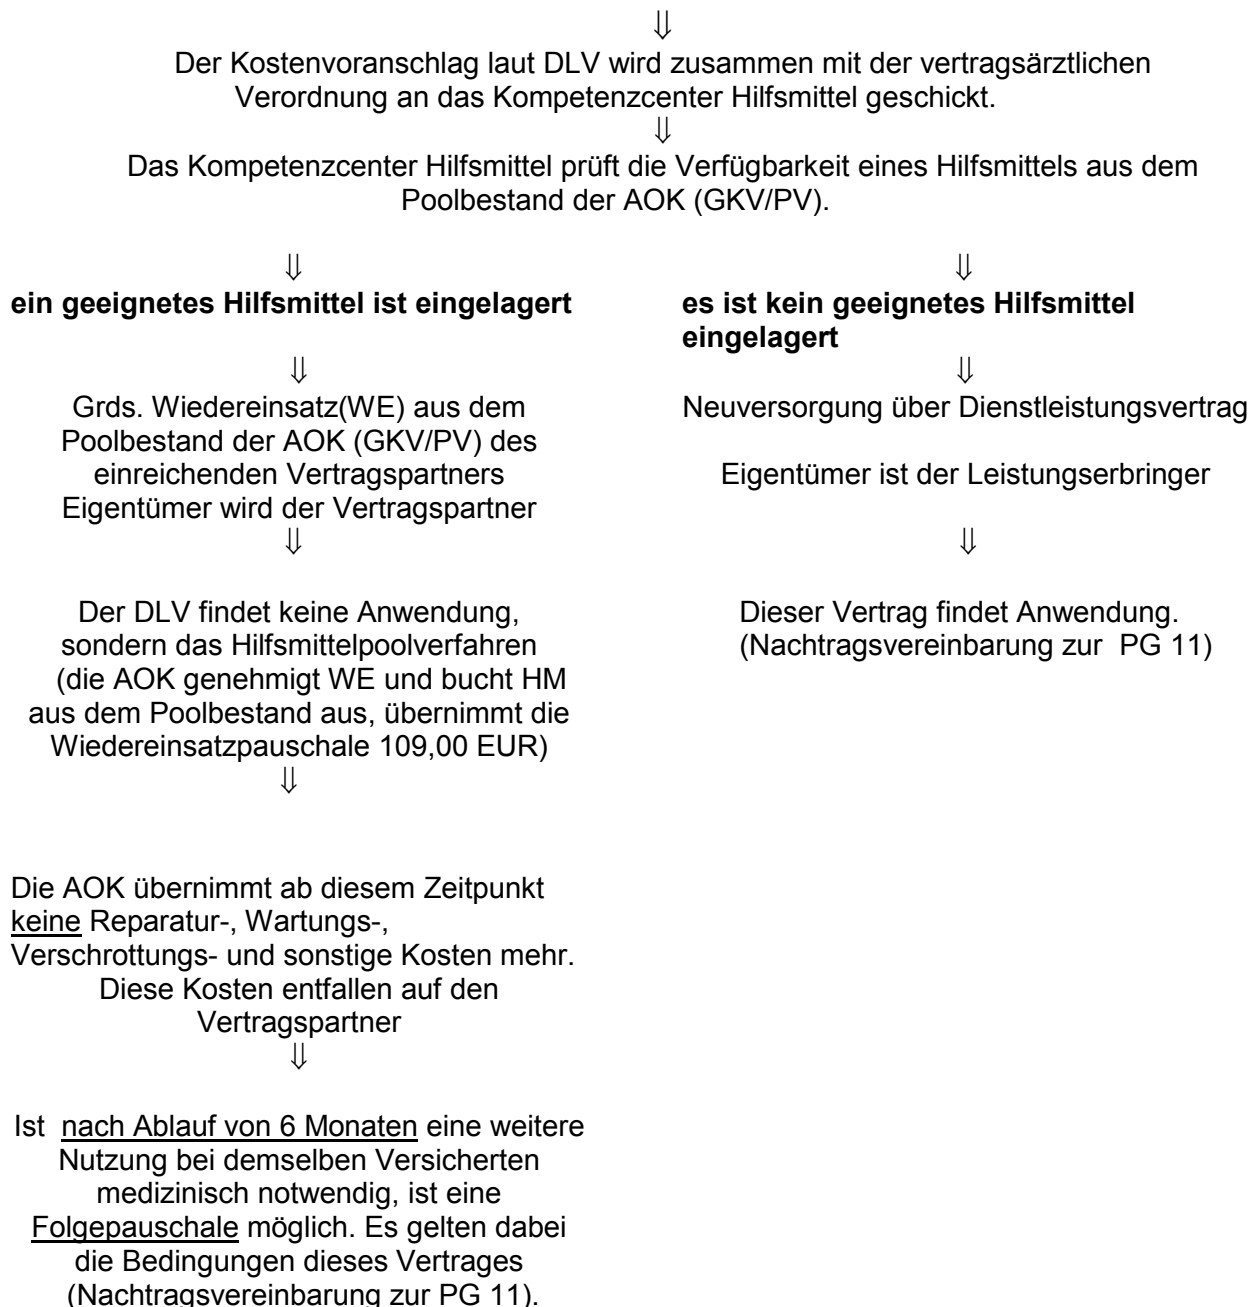 ⇓
Der Kostenvoranschlag laut DLV wird zusammen mit der vertragsärztlichen
Verordnung an das Kompetenzcenter Hilfsmittel geschickt.
⇓
Das Kompetenzcenter Hilfsmittel prüft die Verfügbarkeit eines Hilfsmittels aus dem
Poolbestand der AOK (GKV/PV).
⇓
ein geeignetes Hilfsmittel ist eingelagert
⇓
Grds. Wiedereinsatz(WE) aus dem
Poolbestand der AOK (GKV/PV) des
einreichenden Vertragspartners
Eigentümer wird der Vertragspartner
⇓
Der DLV findet keine Anwendung,
sondern das Hilfsmittelpoolverfahren
(die AOK genehmigt WE und bucht HM
aus dem Poolbestand aus, übernimmt die
Wiedereinsatzpauschale 109,00 EUR)
⇓
Die AOK übernimmt ab diesem Zeitpunkt
keine Reparatur-, Wartungs-,
Verschrottungs- und sonstige Kosten mehr.
Diese Kosten entfallen auf den
Vertragspartner
⇓
Ist nach Ablauf von 6 Monaten eine weitere
Nutzung bei demselben Versicherten
medizinisch notwendig, ist eine
Folgepauschale möglich. Es gelten dabei
die Bedingungen dieses Vertrages
(Nachtragsvereinbarung zur PG 11).
⇓
es ist kein geeignetes Hilfsmittel
eingelagert
⇓
Neuversorgung über Dienstleistungsvertrag
Eigentümer ist der Leistungserbringer
⇓
Dieser Vertrag findet Anwendung.
(Nachtragsvereinbarung zur PG 11)